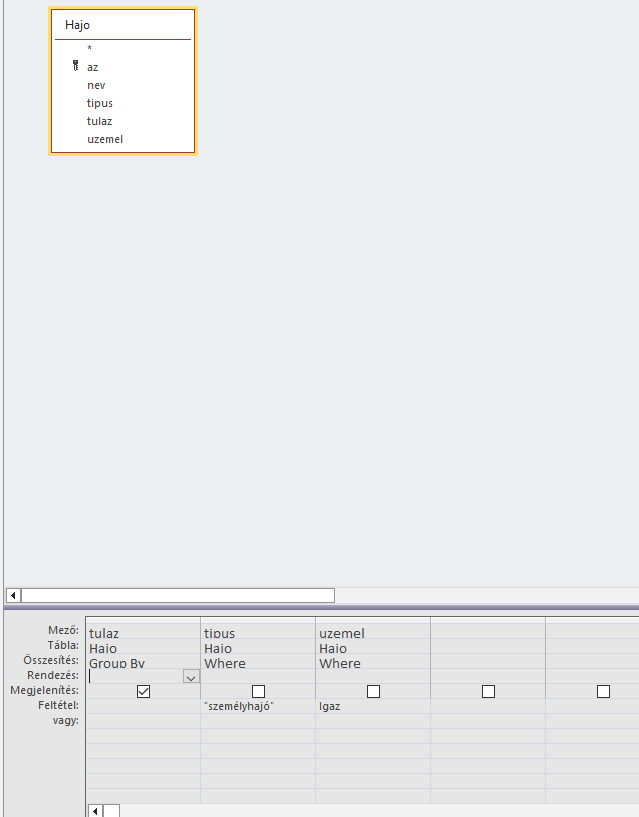 Hajo
*
az
nev
tipus
tulaz
uzemel
Mező: tulaz tipus uzemel
Tábla: Hajo Hajo Hajo
Összesítés: Group By Where Where
Rendezés:
Megjelenítés:
Feltétel: "személyhajó" Igaz
vagy: